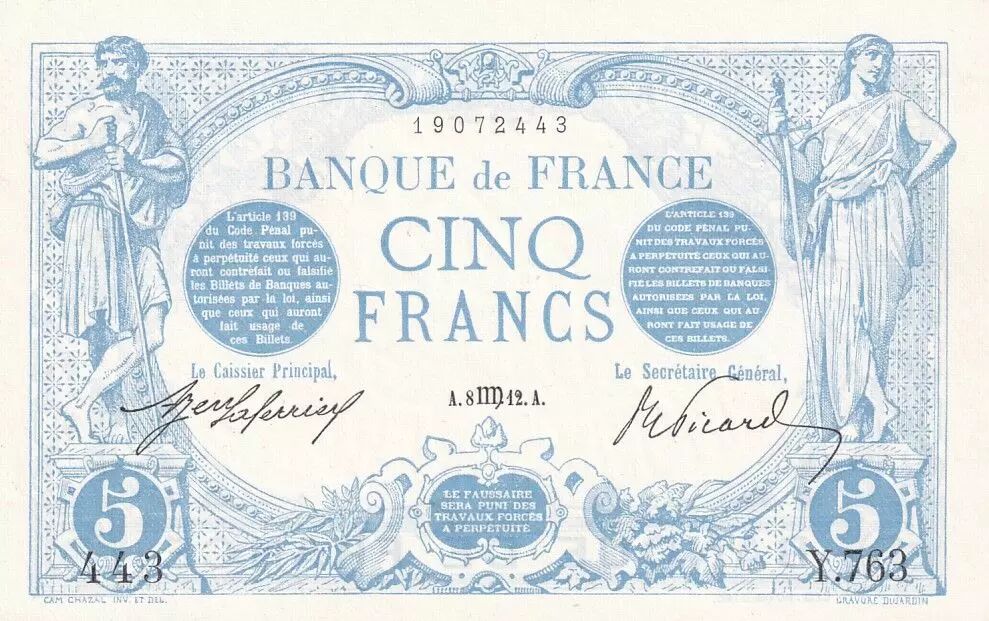 19072443
BANQUE de FRANCE
CINQ
FRANCS
L'article 139
du Code Pénal pu-
nit des travaux forcés
à perpétuité ceux qui au-
ront contrefait ou falsifié
les Billets de Banques au-
torisées par la loi, ainsi
que ceux qui auront
fait usage de
ces Billets.
L'ARTICLE 139
DU CODE PÉNAL PU-
NIT DES TRAVAUX FORCÉS
A PERPÉTUITÉ CEUX QUI AU-
RONT CONTREFAIT OU FALSI-
FIÉ LES BILLETS DE BANQUES
AUTORISÉES PAR LA LOI,
AINSI QUE CEUX QUI AU-
RONT FAIT USAGE DE
CES BILLETS.
Le Caissier Principal,
Le Secrétaire Général,
A.8 ♍ 12.A.
Picard
LE FAUSSAIRE
SERA PUNI DES
TRAVAUX FORCÉS
A PERPÉTUITÉ
5
5
443
Y.763
CAM. CHAZAL INV. ET DEL.
GRAVURE DUJARDIN